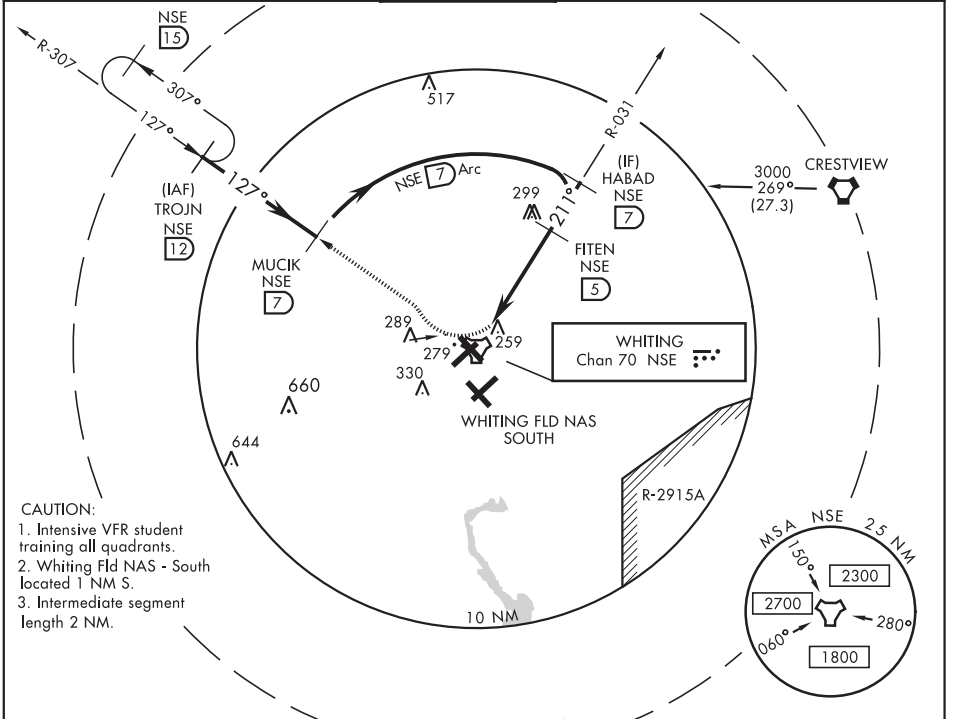 NSE
15
R-307
307°
127°
127°
(IAF)
TROJN
NSE
12
517
NSE 7 Arc
R-031
(IF)
HABAD
NSE
7
211°
299
3000
269°
(27.3)
CRESTVIEW
MUCIK
NSE
7
FITEN
NSE
5
289
279
259
330
WHITING
Chan 70 NSE
660
WHITING FLD NAS
SOUTH
644
R-2915A
CAUTION:
1. Intensive VFR student
training all quadrants.
2. Whiting Fld NAS - South
located 1 NM S.
3. Intermediate segment
length 2 NM.
10 NM
MSA NSE 25 NM
150°
2300
2700
060°
280°
1800